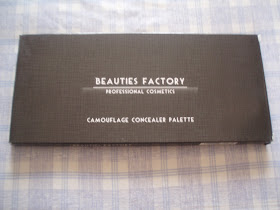 BEAUTIES FACTORY
PROFESSIONAL COSMETICS
CAMOUFLAGE CONCEALER PALETTE